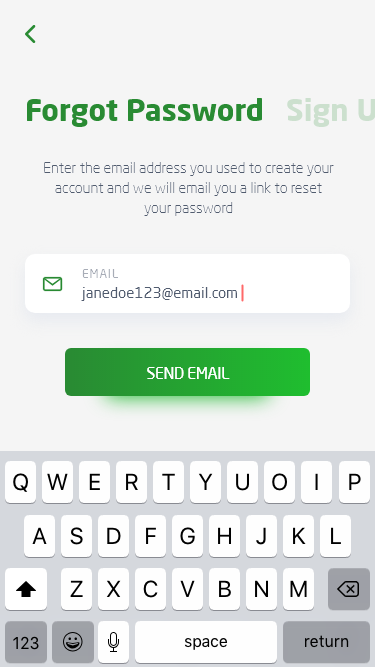 Forgot Password Sign U
Enter the email address you used to create your
account and we will email you a link to reset
your password
EMAIL
janedoe123@email.com
SEND EMAIL
Q W E R T Y U O I P
A S D F G H J K L
Z X C V B N M
123 space return